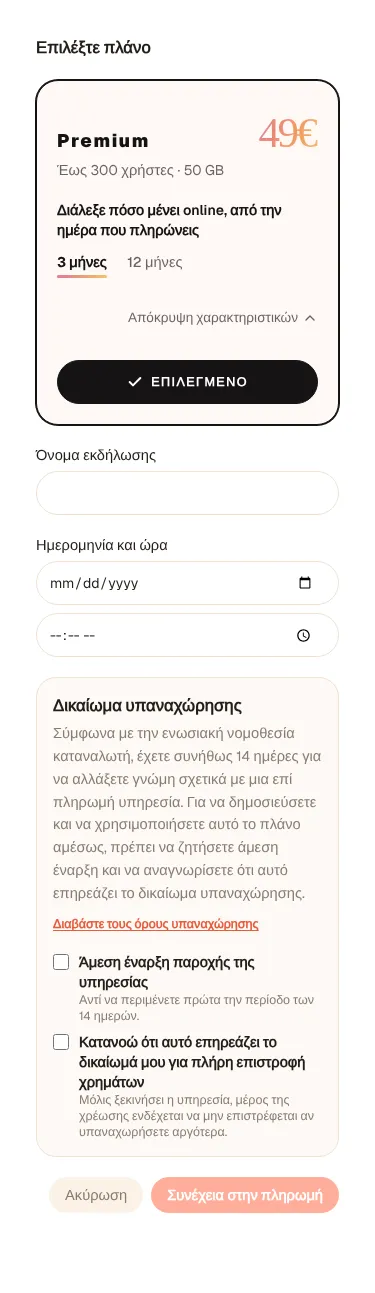 Επιλέξτε πλάνο
Premium
49€
Έως 300 χρήστες · 50 GB
Διάλεξε πόσο μένει online, από την
ημέρα που πληρώνεις
3 μήνες
12 μήνες
Απόκρυψη χαρακτηριστικών
ΕΠΙΛΕΓΜΕΝΟ
Όνομα εκδήλωσης
Ημερομηνία και ώρα
mm/dd/yyyy
--:-- --
Δικαίωμα υπαναχώρησης
Σύμφωνα με την ενωσιακή νομοθεσία
καταναλωτή, έχετε συνήθως 14 ημέρες για
να αλλάξετε γνώμη σχετικά με μια επί
πληρωμή υπηρεσία. Για να δημοσιεύσετε
και να χρησιμοποιήσετε αυτό το πλάνο
αμέσως, πρέπει να ζητήσετε άμεση
έναρξη και να αναγνωρίσετε ότι αυτό
επηρεάζει το δικαίωμα υπαναχώρησης.
Διαβάστε τους όρους υπαναχώρησης
Άμεση έναρξη παροχής της
υπηρεσίας
Αντί να περιμένετε πρώτα την περίοδο των
14 ημερών.
Κατανοώ ότι αυτό επηρεάζει το
δικαίωμά μου για πλήρη επιστροφή
χρημάτων
Μόλις ξεκινήσει η υπηρεσία, μέρος της
χρέωσης ενδέχεται να μην επιστρέφεται αν
υπαναχωρήσετε αργότερα.
Ακύρωση
Συνέχεια στην πληρωμή